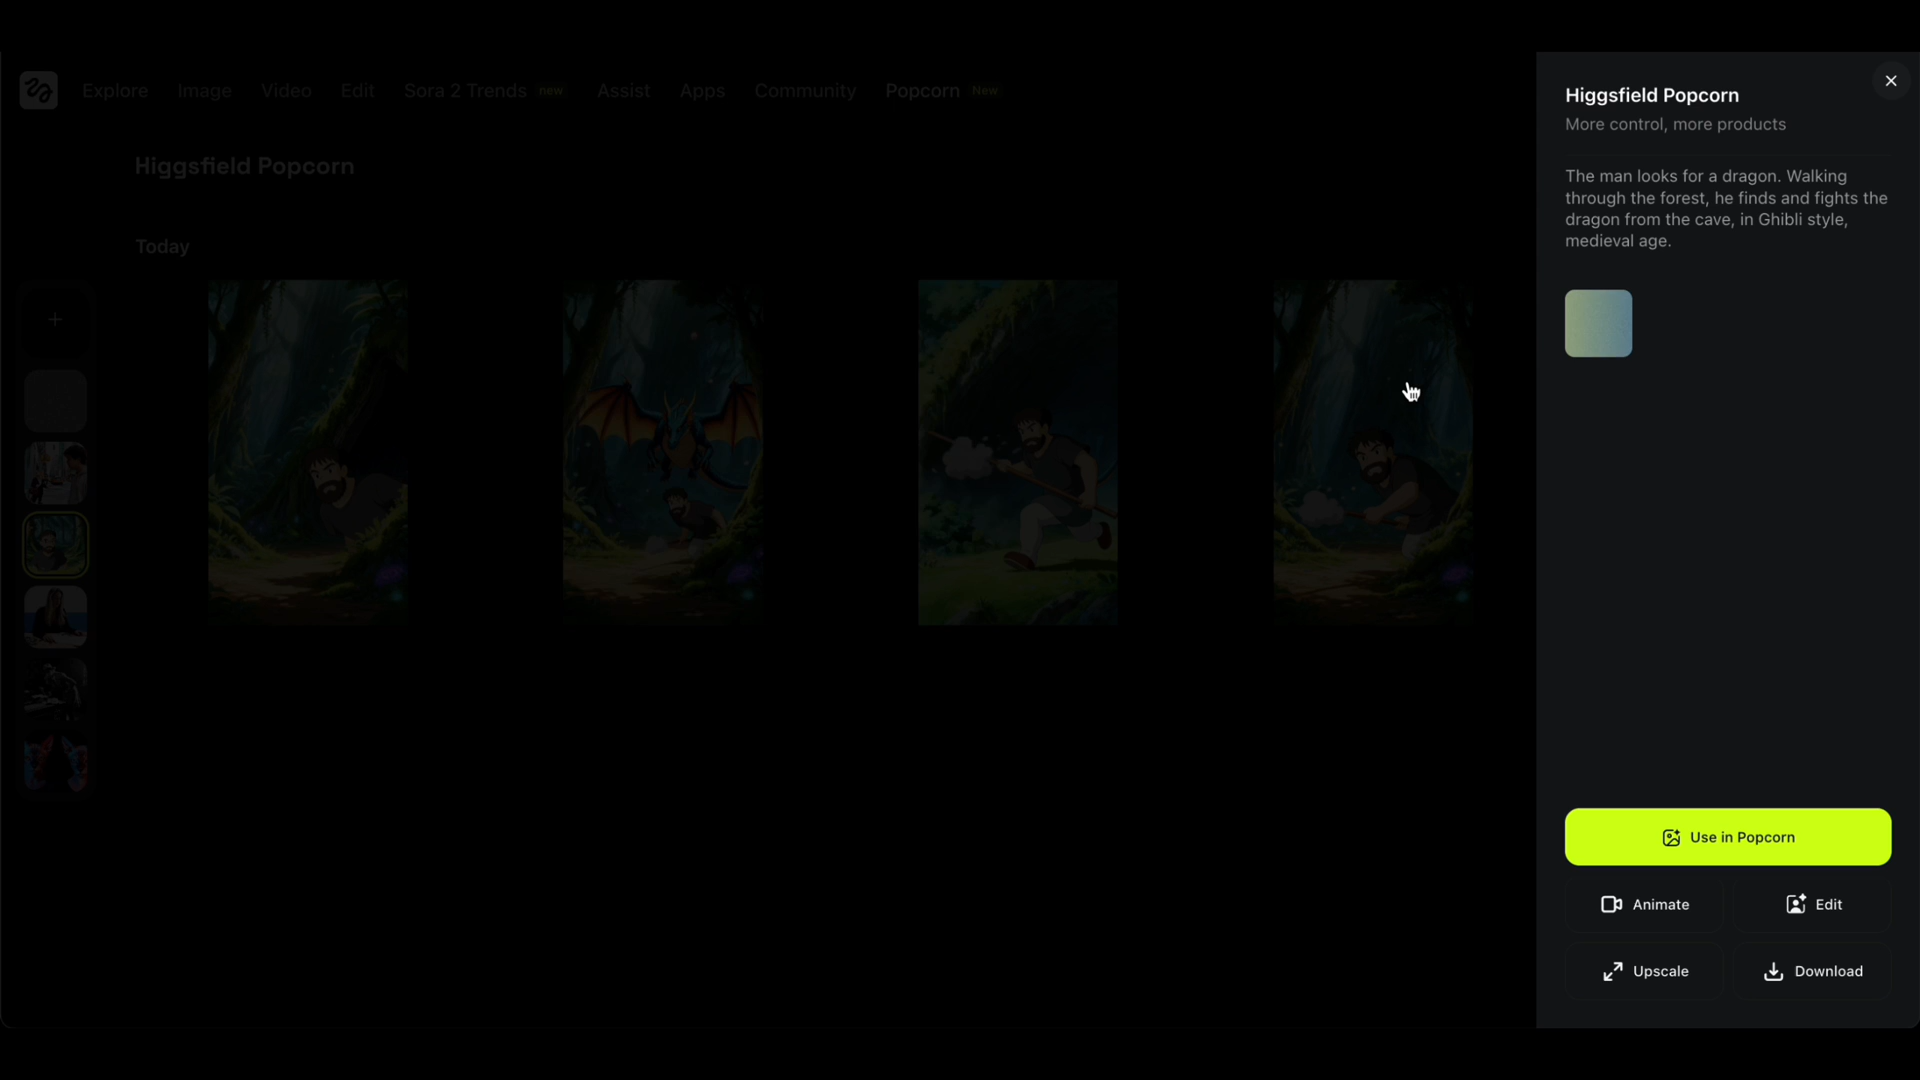 Explore Image Video Edit Sora 2 Trends new Assist Apps Community Popcorn New
Higgsfield Popcorn
Today
Higgsfield Popcorn
More control, more products
The man looks for a dragon. Walking
through the forest, he finds and fights the
dragon from the cave, in Ghibli style,
medieval age.
Use in Popcorn
Animate
Edit
Upscale
Download